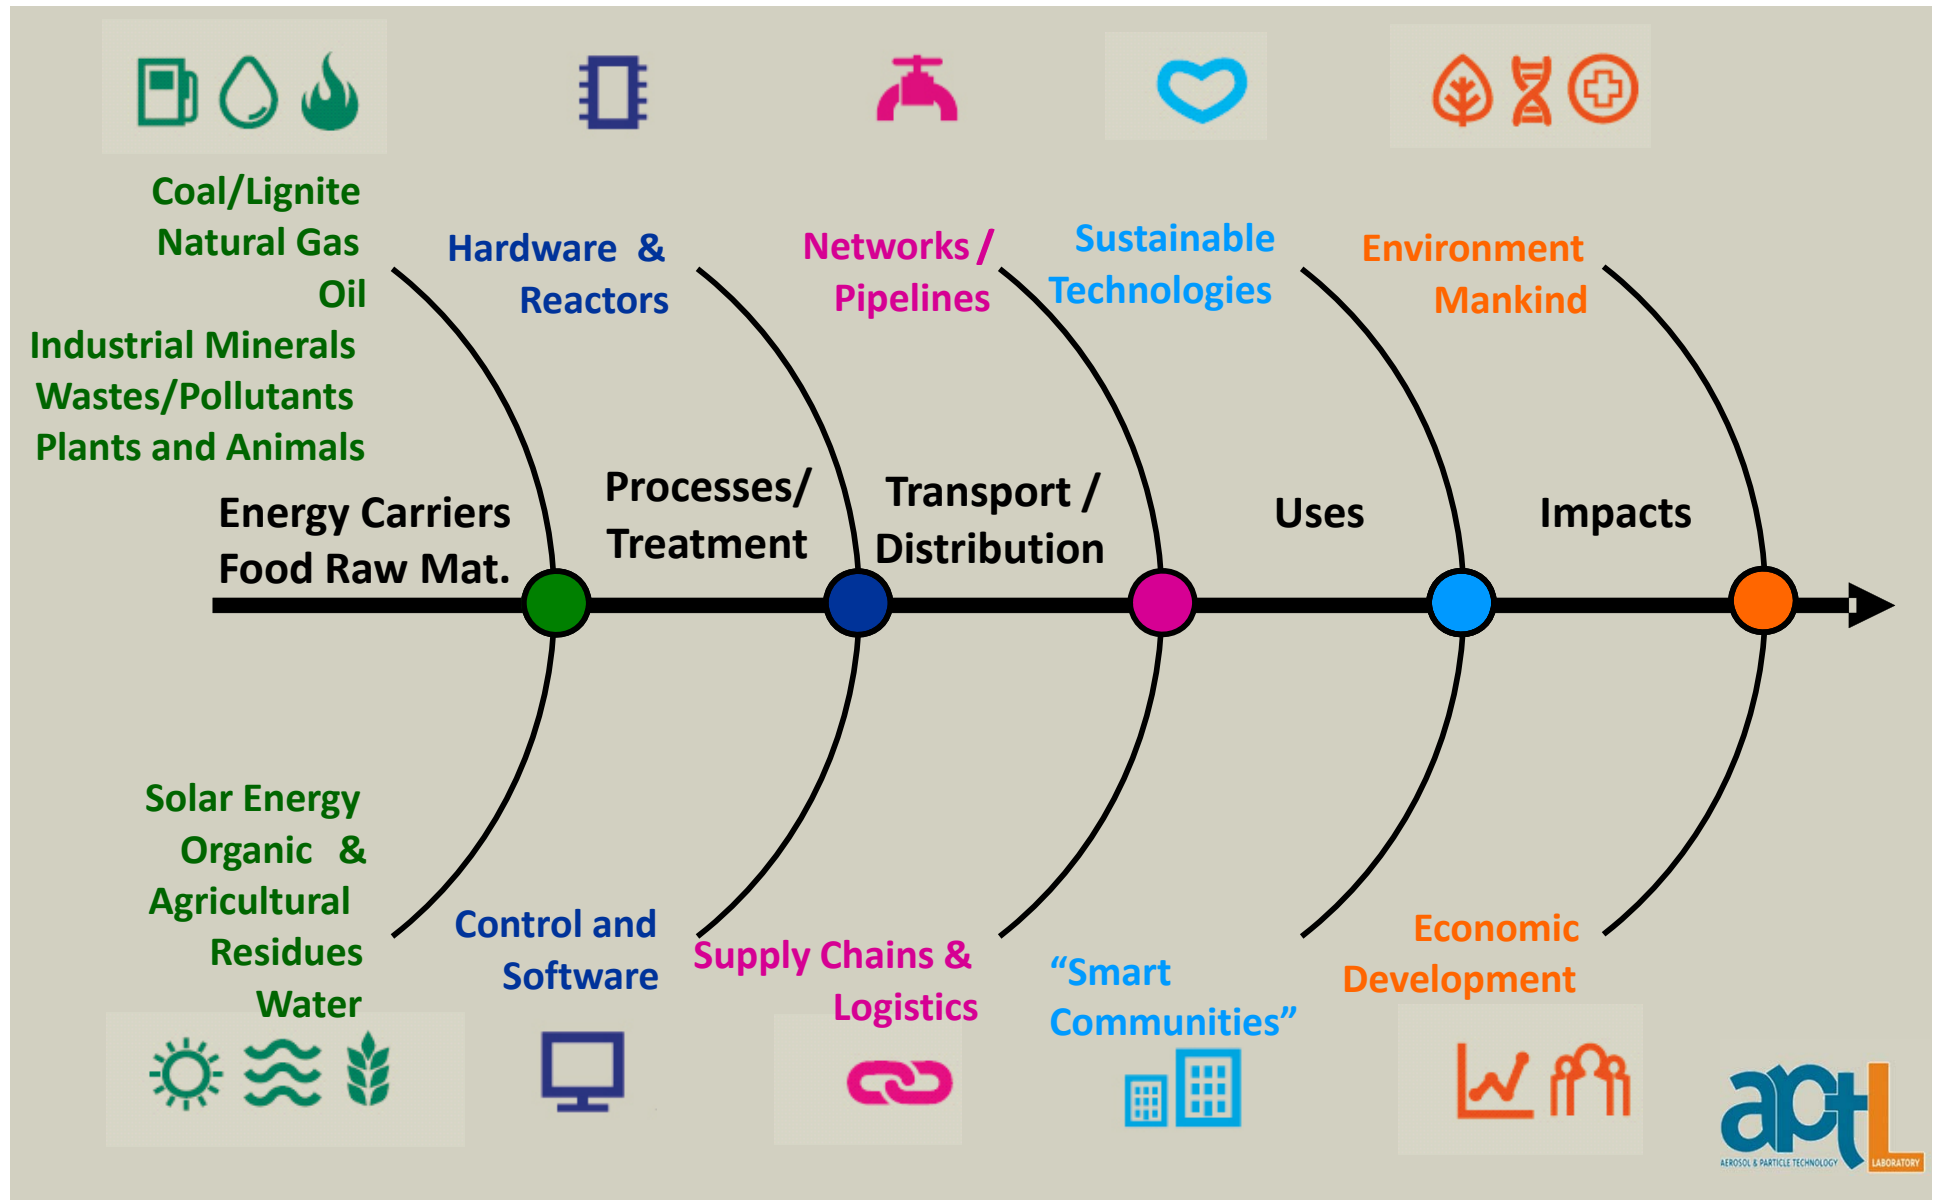 Coal/Lignite
Natural Gas
Oil
Industrial Minerals
Wastes/Pollutants
Plants and Animals
Hardware &
Reactors
Networks /
Pipelines
Sustainable
Technologies
Environment
Mankind
Energy Carriers
Food Raw Mat.
Processes/
Treatment
Transport /
Distribution
Uses
Impacts
Solar Energy
Organic &
Agricultural
Residues
Water
Control and
Software
Supply Chains &
Logistics
“Smart
Communities”
Economic
Development
aptL
AEROSOL & PARTICLE TECHNOLOGY LABORATORY